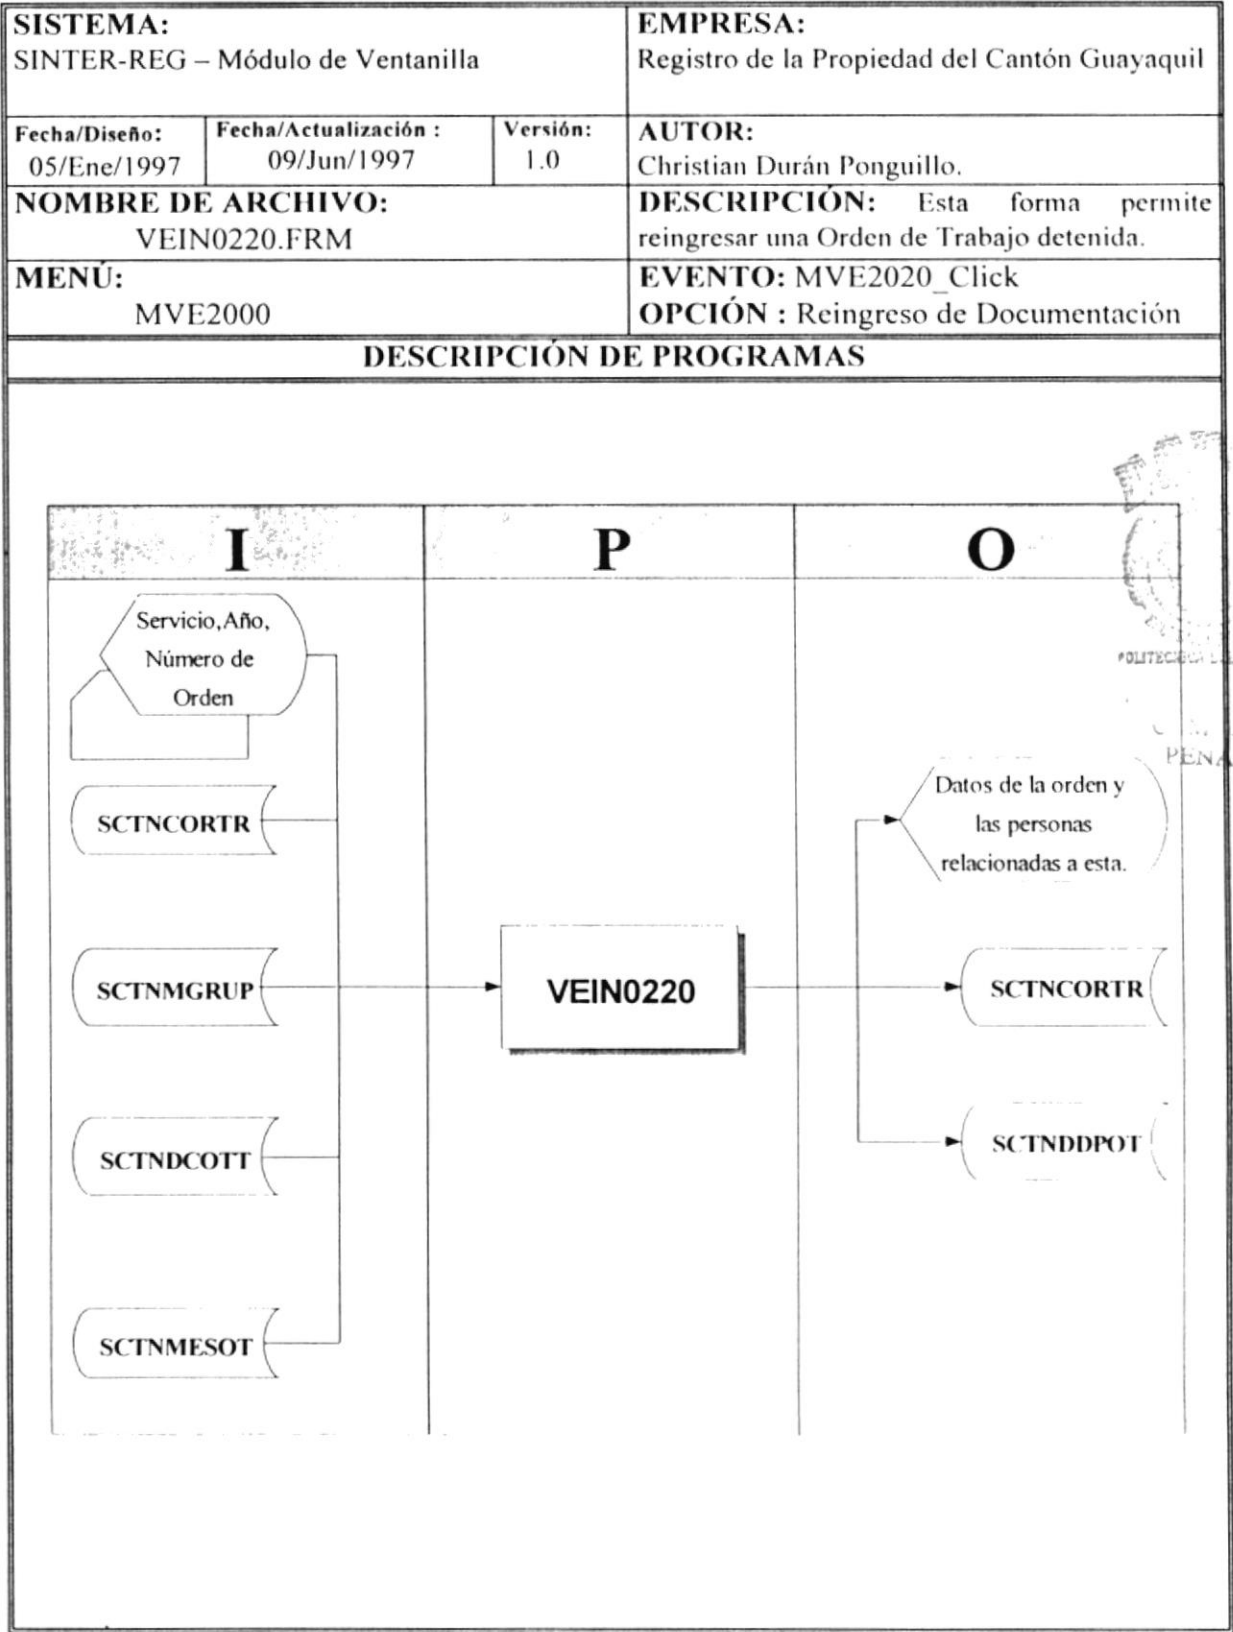 SISTEMA:
SINTER-REG – Módulo de Ventanilla
EMPRESA:
Registro de la Propiedad del Cantón Guayaquil
Fecha/Diseño:
05/Ene/1997
Fecha/Actualización :
09/Jun/1997
Versión:
1.0
AUTOR:
Christian Durán Ponguillo.
NOMBRE DE ARCHIVO:
VEIN0220.FRM
DESCRIPCIÓN: Esta forma permite
reingresar una Orden de Trabajo detenida.
MENÚ:
MVE2000
EVENTO: MVE2020_Click
OPCIÓN : Reingreso de Documentación
DESCRIPCIÓN DE PROGRAMAS
I
P
O
Servicio,Año,
Número de
Orden
SCTNCORTR
SCTNMGRUP
SCTNDCOTT
SCTNMESOT
VEIN0220
Datos de la orden y
las personas
relacionadas a esta.
SCTNCORTR
SCTNDDPOT